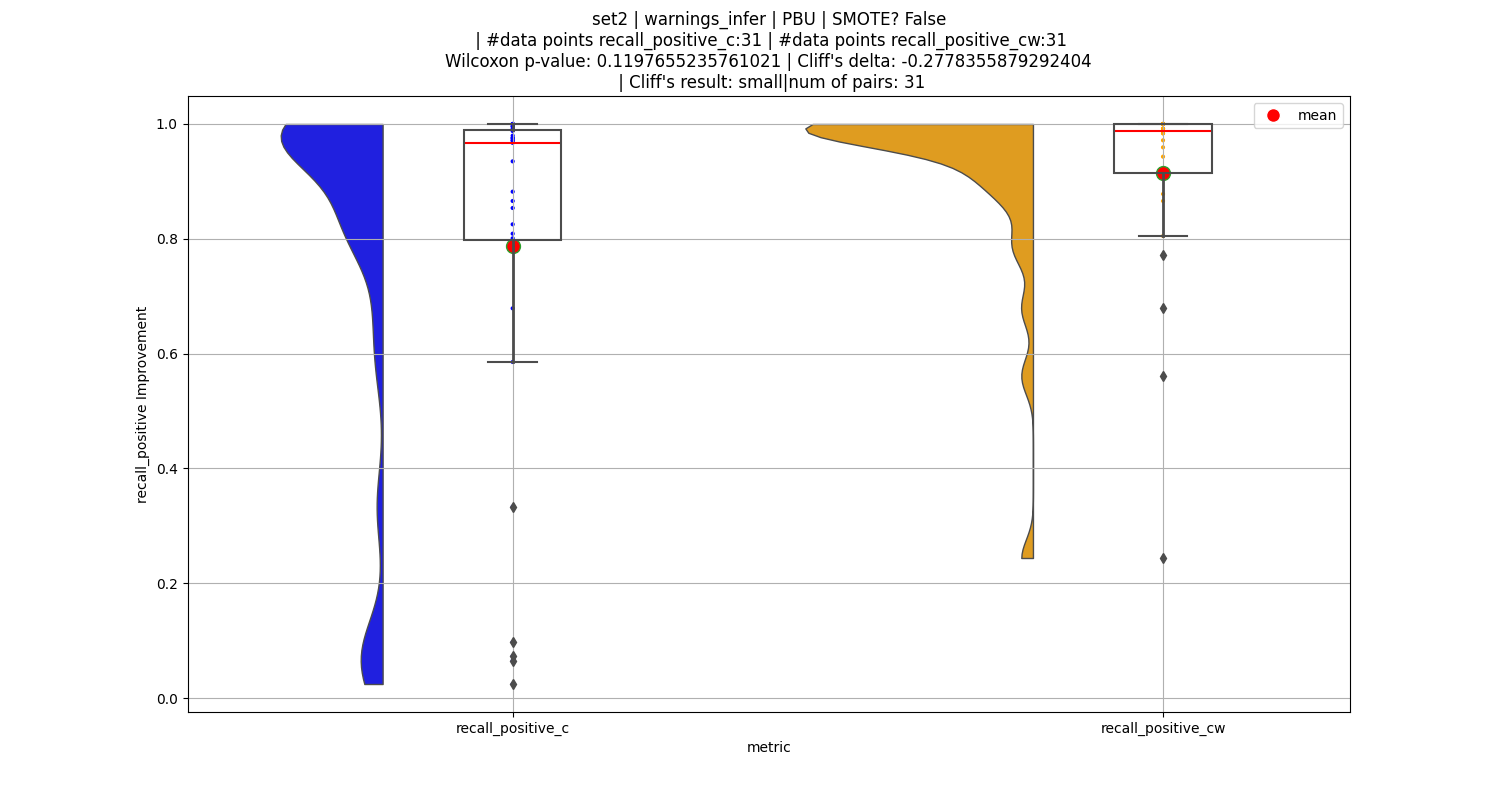 set2 | warnings_infer | PBU | SMOTE? False
| #data points recall_positive_c:31 | #data points recall_positive_cw:31
Wilcoxon p-value: 0.1197655235761021 | Cliff's delta: -0.2778355879292404
| Cliff's result: small|num of pairs: 31
mean
1.0
0.8
0.6
0.4
0.2
0.0
recall_positive Improvement
recall_positive_c
recall_positive_cw
metric